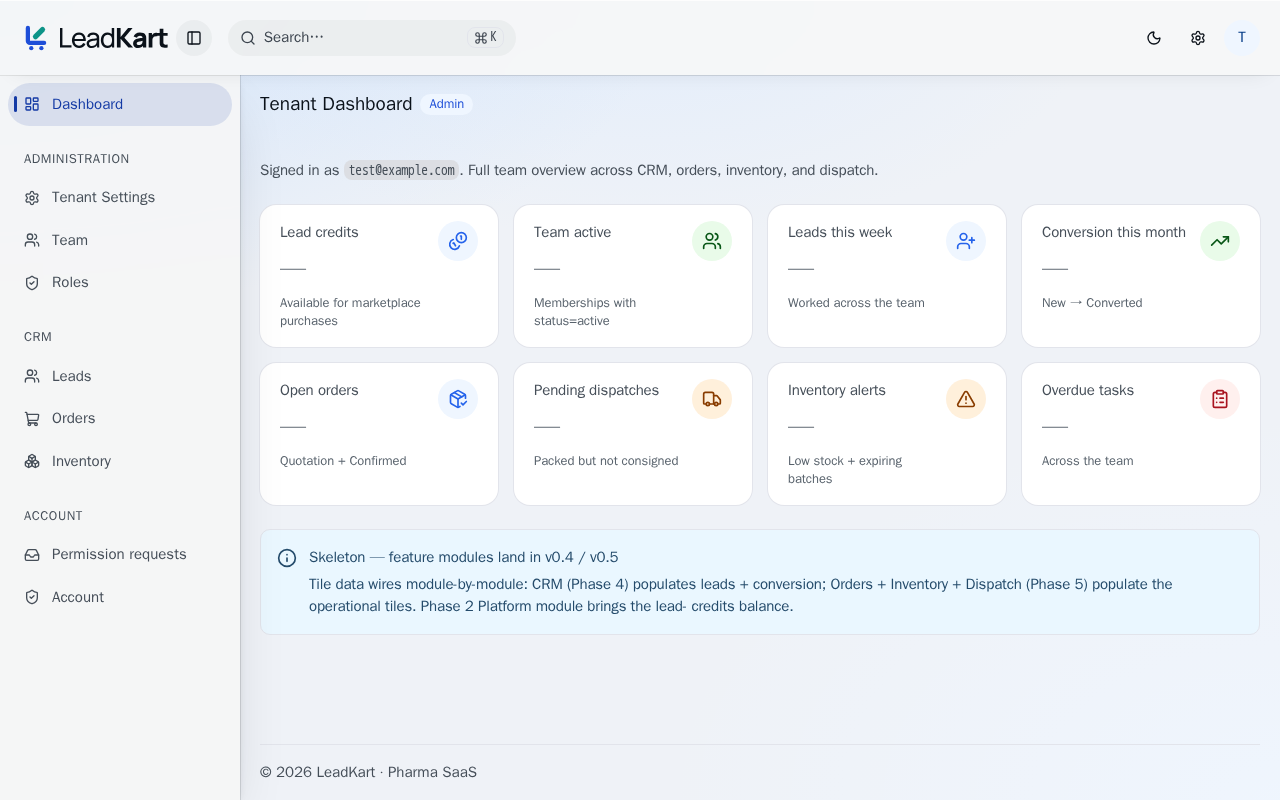 LeadKart
Search⋯
⌘ K
T
Dashboard
Tenant Dashboard
Admin
ADMINISTRATION
Tenant Settings
Team
Roles
CRM
Leads
Orders
Inventory
ACCOUNT
Permission requests
Account
Signed in as test@example.com. Full team overview across CRM, orders, inventory, and dispatch.
Lead credits
—
Available for marketplace
purchases
Team active
—
Memberships with
status=active
Leads this week
—
Worked across the team
Conversion this month
—
New → Converted
Open orders
—
Quotation + Confirmed
Pending dispatches
—
Packed but not consigned
Inventory alerts
—
Low stock + expiring
batches
Overdue tasks
—
Across the team
Skeleton — feature modules land in v0.4 / v0.5
Tile data wires module-by-module: CRM (Phase 4) populates leads + conversion; Orders + Inventory + Dispatch (Phase 5) populate the
operational tiles. Phase 2 Platform module brings the lead- credits balance.
© 2026 LeadKart · Pharma SaaS